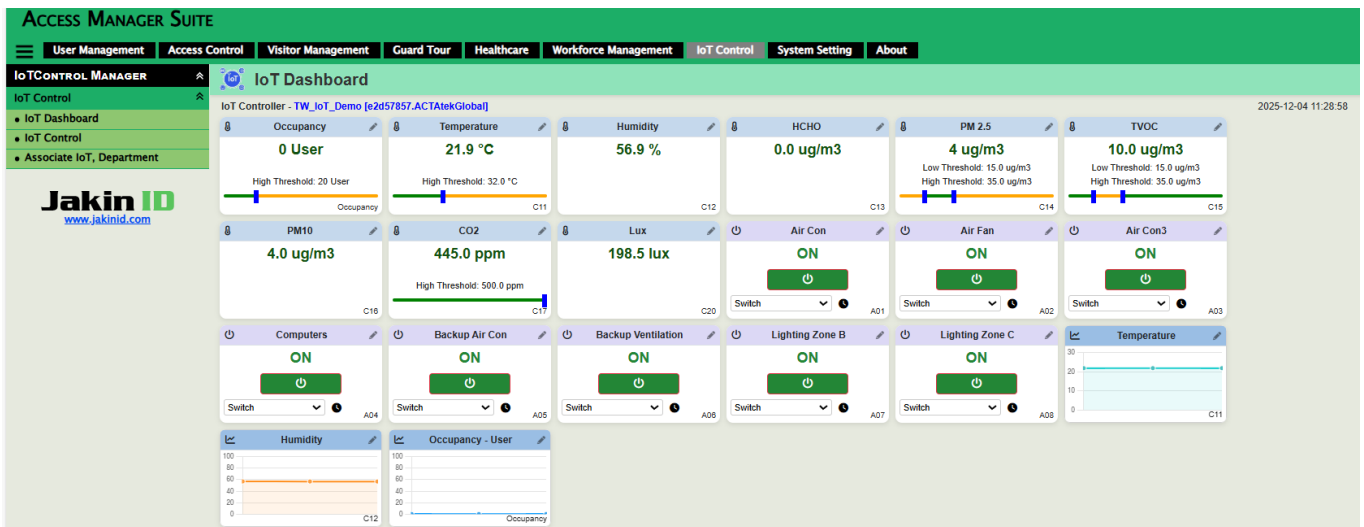 Access Manager Suite
User Management Access Control Visitor Management Guard Tour Healthcare Workforce Management IoT Control System Setting About
IoTControl Manager
IoT Control
IoT Dashboard
IoT Control
Associate IoT, Department
Jakin ID
www.jakinid.com
IoT
IoT Dashboard
IoT Controller - TW_IoT_Demo [e2d57857.ACTAtekGlobal]
2025-12-04 11:28:58
Occupancy
0 User
High Threshold: 20 User
Occupancy
Temperature
21.9 °C
High Threshold: 32.0 °C
C11
Humidity
56.9 %
C12
HCHO
0.0 ug/m3
C13
PM 2.5
4 ug/m3
Low Threshold: 15.0 ug/m3
High Threshold: 35.0 ug/m3
C14
TVOC
10.0 ug/m3
Low Threshold: 15.0 ug/m3
High Threshold: 35.0 ug/m3
C15
PM10
4.0 ug/m3
C16
CO2
445.0 ppm
High Threshold: 500.0 ppm
C17
Lux
198.5 lux
C20
Air Con
ON
Switch
A01
Air Fan
ON
Switch
A02
Air Con3
ON
Switch
A03
Computers
ON
Switch
A04
Backup Air Con
ON
Switch
A05
Backup Ventilation
ON
Switch
A06
Lighting Zone B
ON
Switch
A07
Lighting Zone C
ON
Switch
A08
Temperature
30
20
10
0
C11
Humidity
100
80
60
40
20
0
C12
Occupancy - User
100
80
60
40
20
0
Occupancy